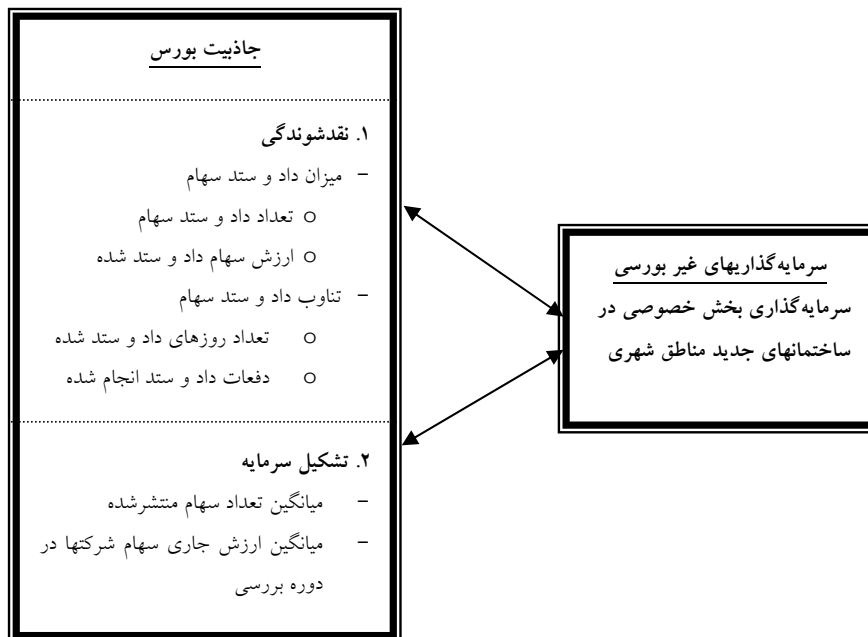 جاذبیت بورس
۱. نقدشوندگی
– میزان داد و ستد سهام
o تعداد داد و ستد سهام
o ارزش سهام داد و ستد شده
– تناوب داد و ستد سهام
o تعداد روزهای داد و ستد شده
o دفعات داد و ستد انجام شده
۲. تشکیل سرمایه
– میانگین تعداد سهام منتشرشده
– میانگین ارزش جاری سهام شرکتها در
دوره بررسی
سرمایه‌گذاریهای غیر بورسی
سرمایه‌گذاری بخش خصوصی در
ساختمانهای جدید مناطق شهری